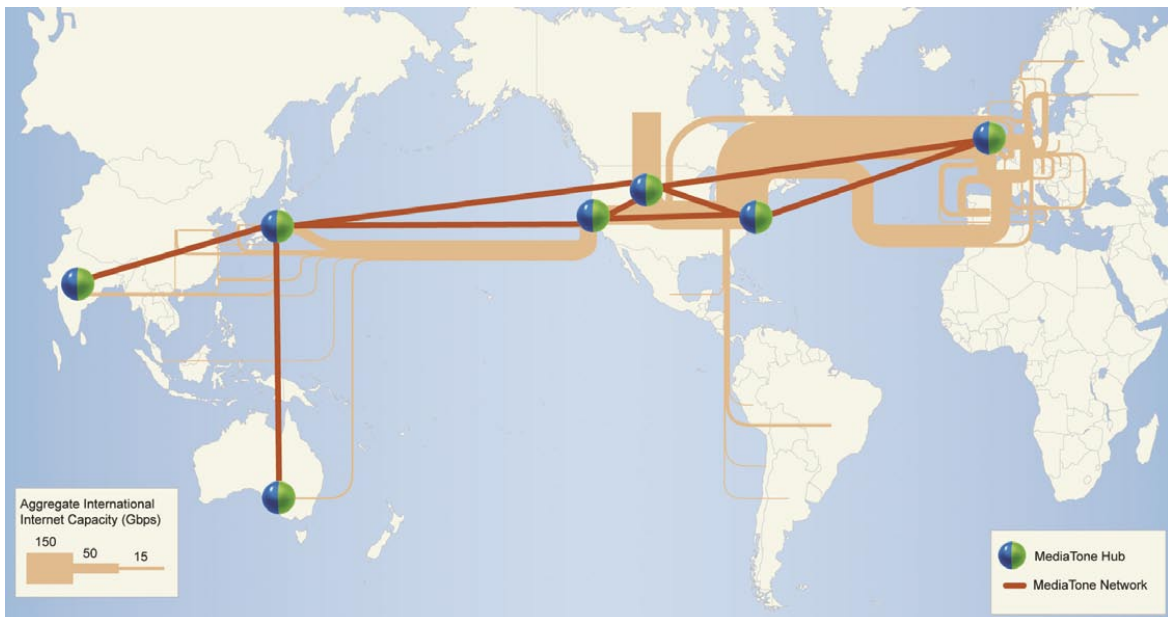 Aggregate International
Internet Capacity (Gbps)
150
50
15
MediaTone Hub
MediaTone Network